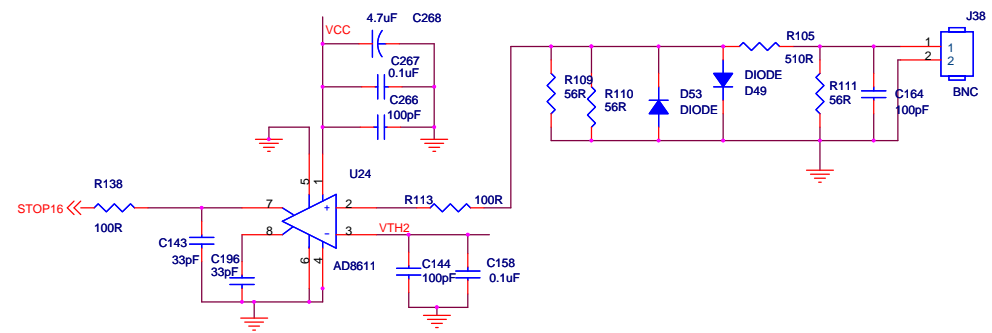 4.7uF C268
VCC
C267
0.1uF
C266
100pF
J38
R105
510R
1 1
2 2
BNC
R109
56R
R110
56R
D53
DIODE
DIODE
D49
R111
56R
C164
100pF
5 1 U24
R138
STOP16
100R
7 + 2
R113 100R
8 − 3
VTH2
6 4 AD8611
C143
33pF
C196
33pF
C144
100pF
C158
0.1uF